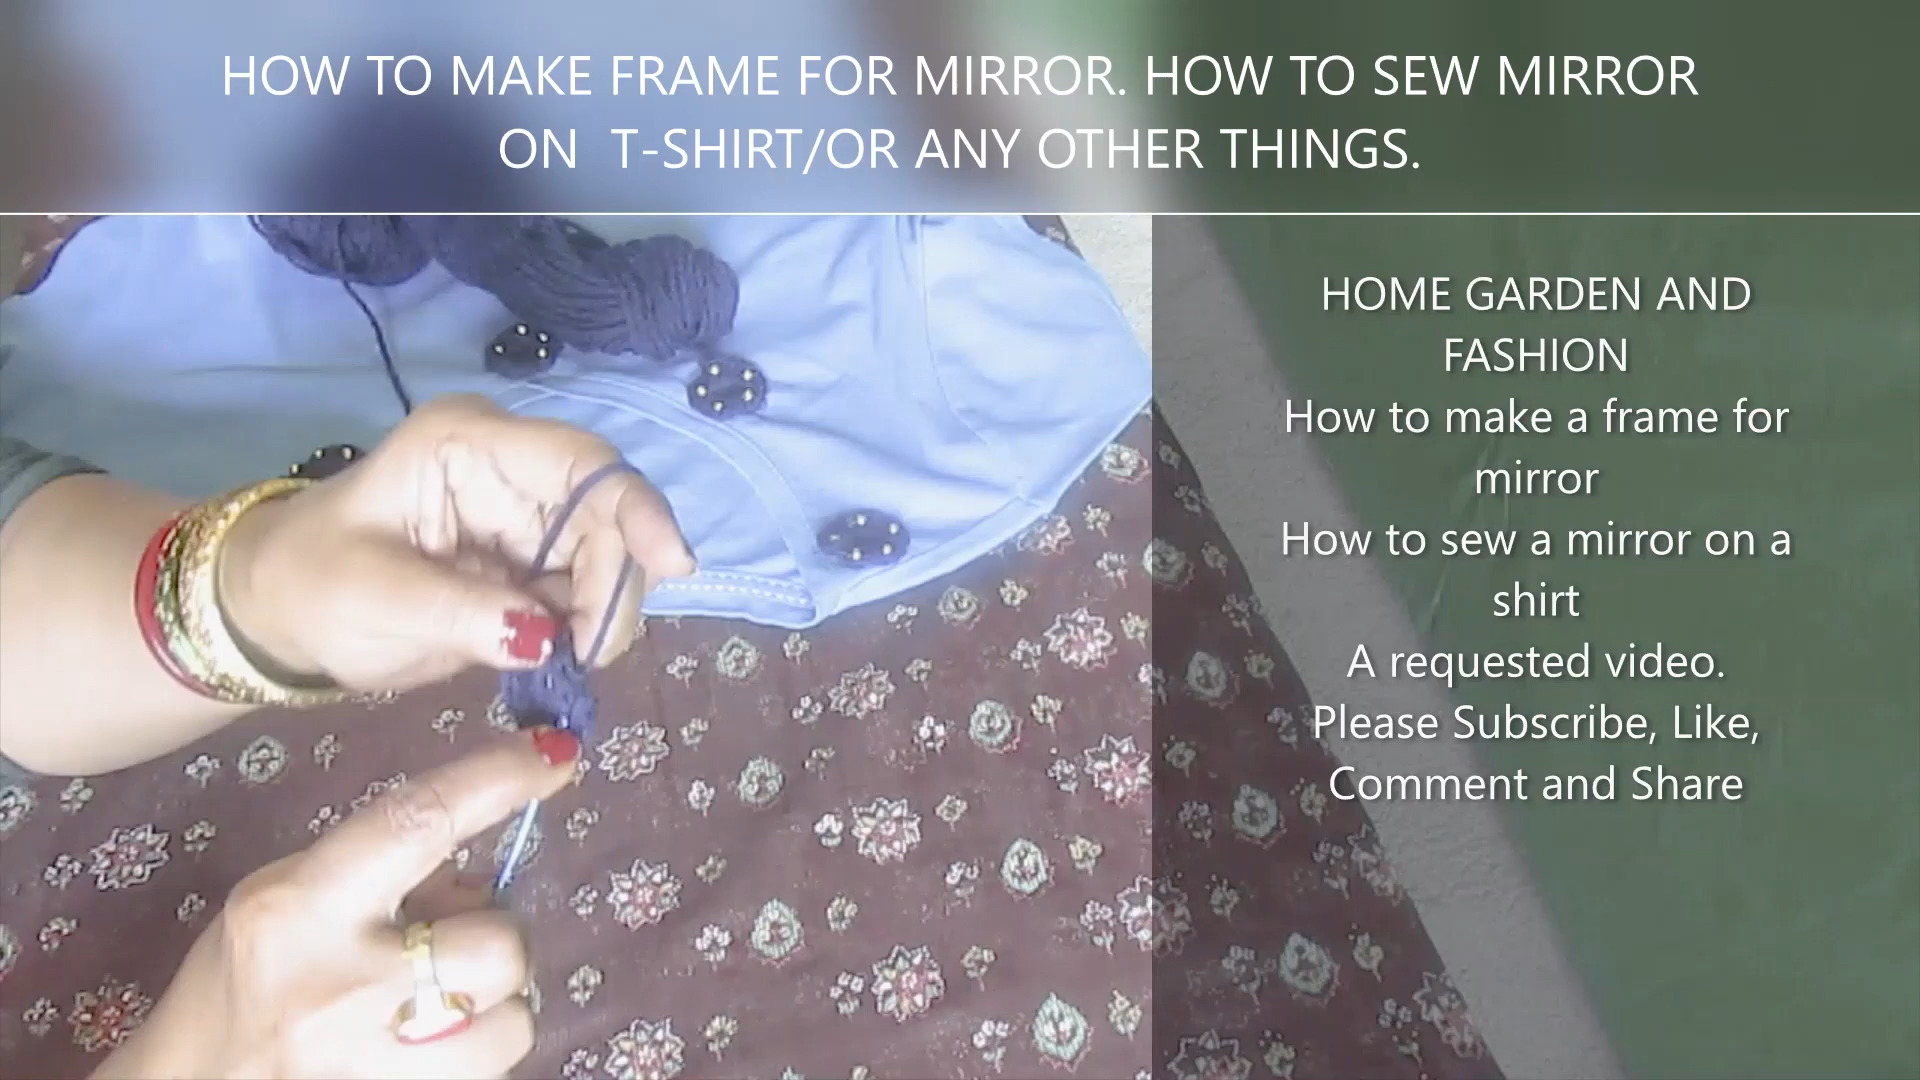 HOW TO MAKE FRAME FOR MIRROR. HOW TO SEW MIRROR
ON  T-SHIRT/OR ANY OTHER THINGS.
HOME GARDEN AND
FASHION
How to make a frame for
mirror
How to sew a mirror on a
shirt
A requested video.
Please Subscribe, Like,
Comment and Share